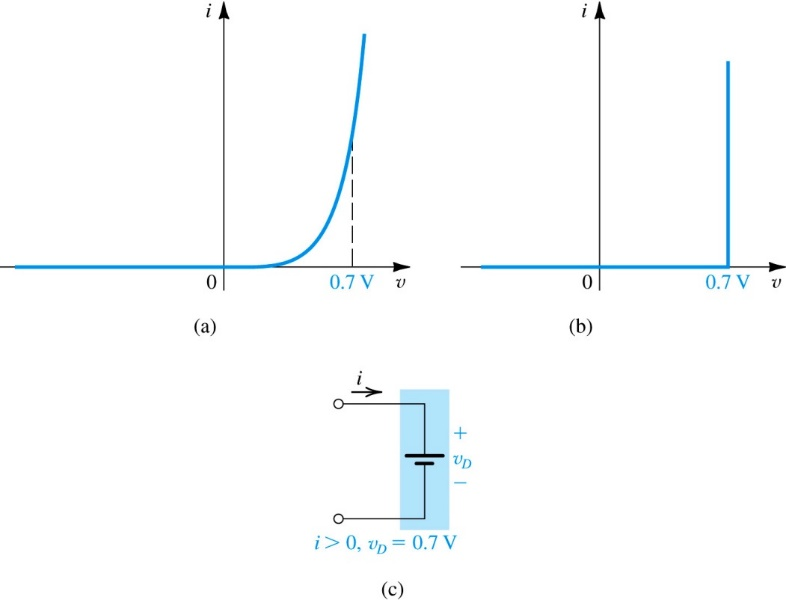 i
i
0
0.7 V
v
0
0.7 V
v
(a)
(b)
i
+
v_D
−
i > 0, v_D = 0.7 V
(c)